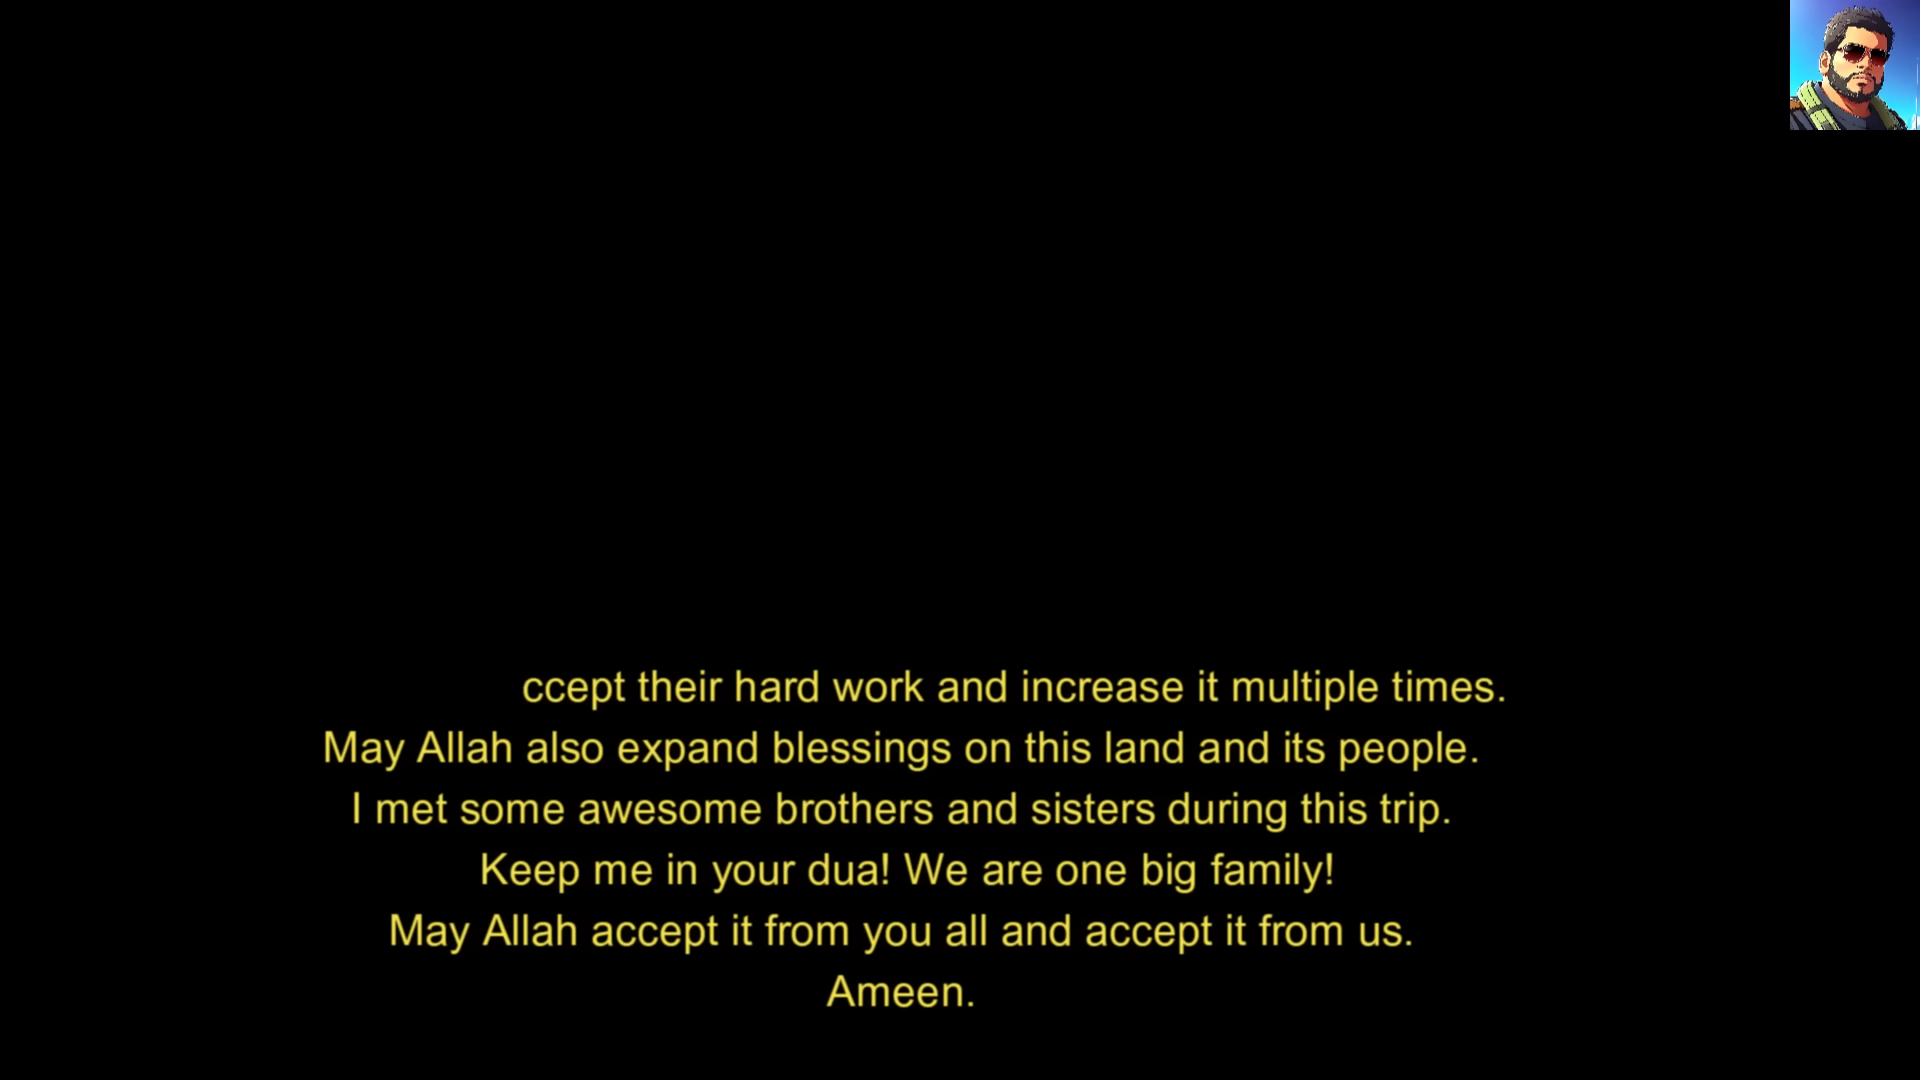 ccept their hard work and increase it multiple times.
May Allah also expand blessings on this land and its people.
I met some awesome brothers and sisters during this trip.
Keep me in your dua! We are one big family!
May Allah accept it from you all and accept it from us.
Ameen.